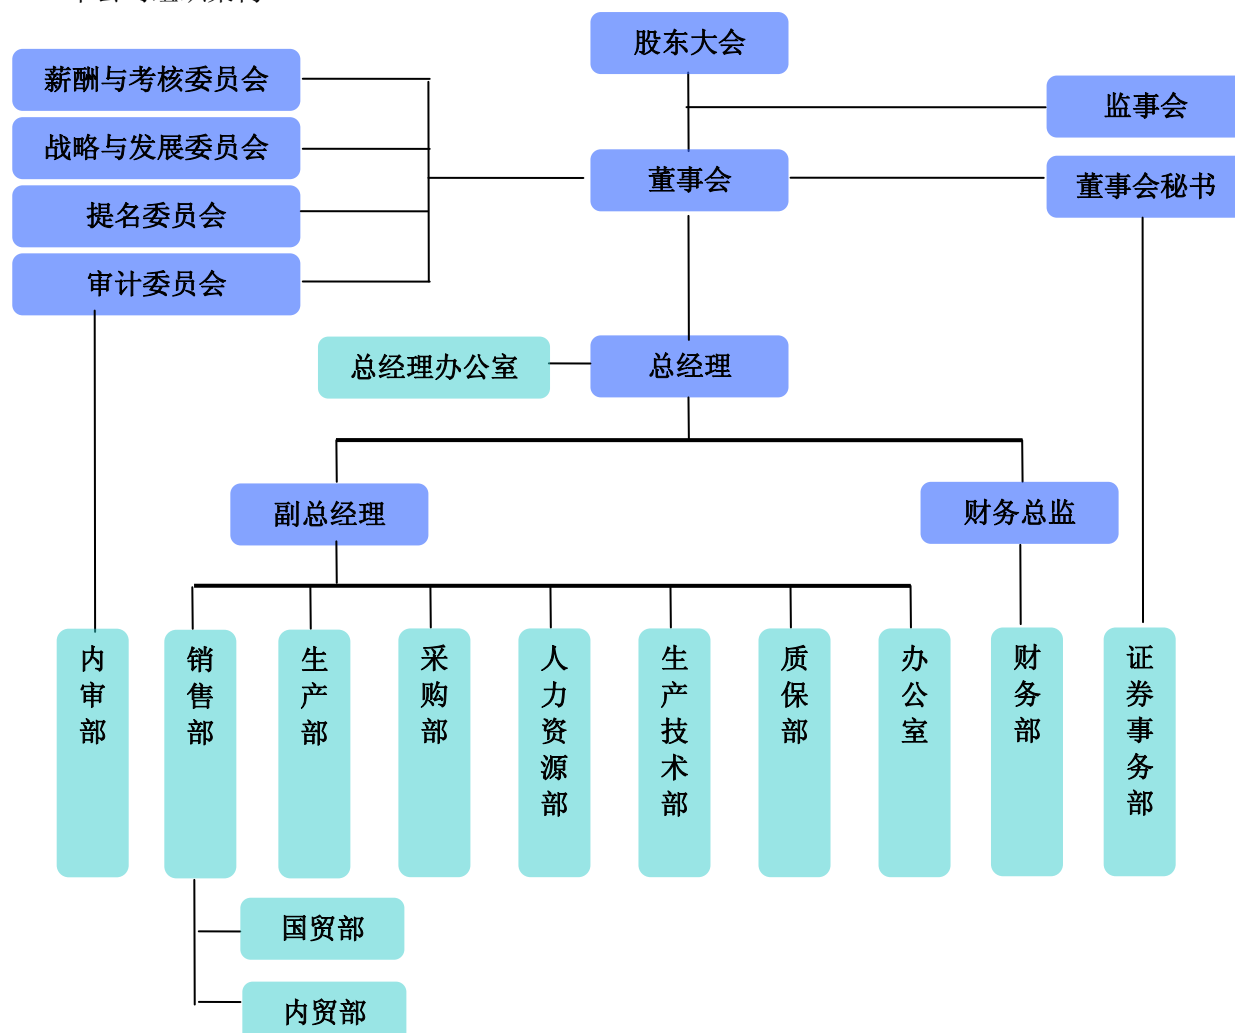 股东大会
薪酬与考核委员会
监事会
战略与发展委员会
董事会
董事会秘书
提名委员会
审计委员会
总经理办公室
总经理
副总经理
财务总监
内审部
销售部
生产部
采购部
人力资源部
生产技术部
质保部
办公室
财务部
证券事务部
国贸部
内贸部